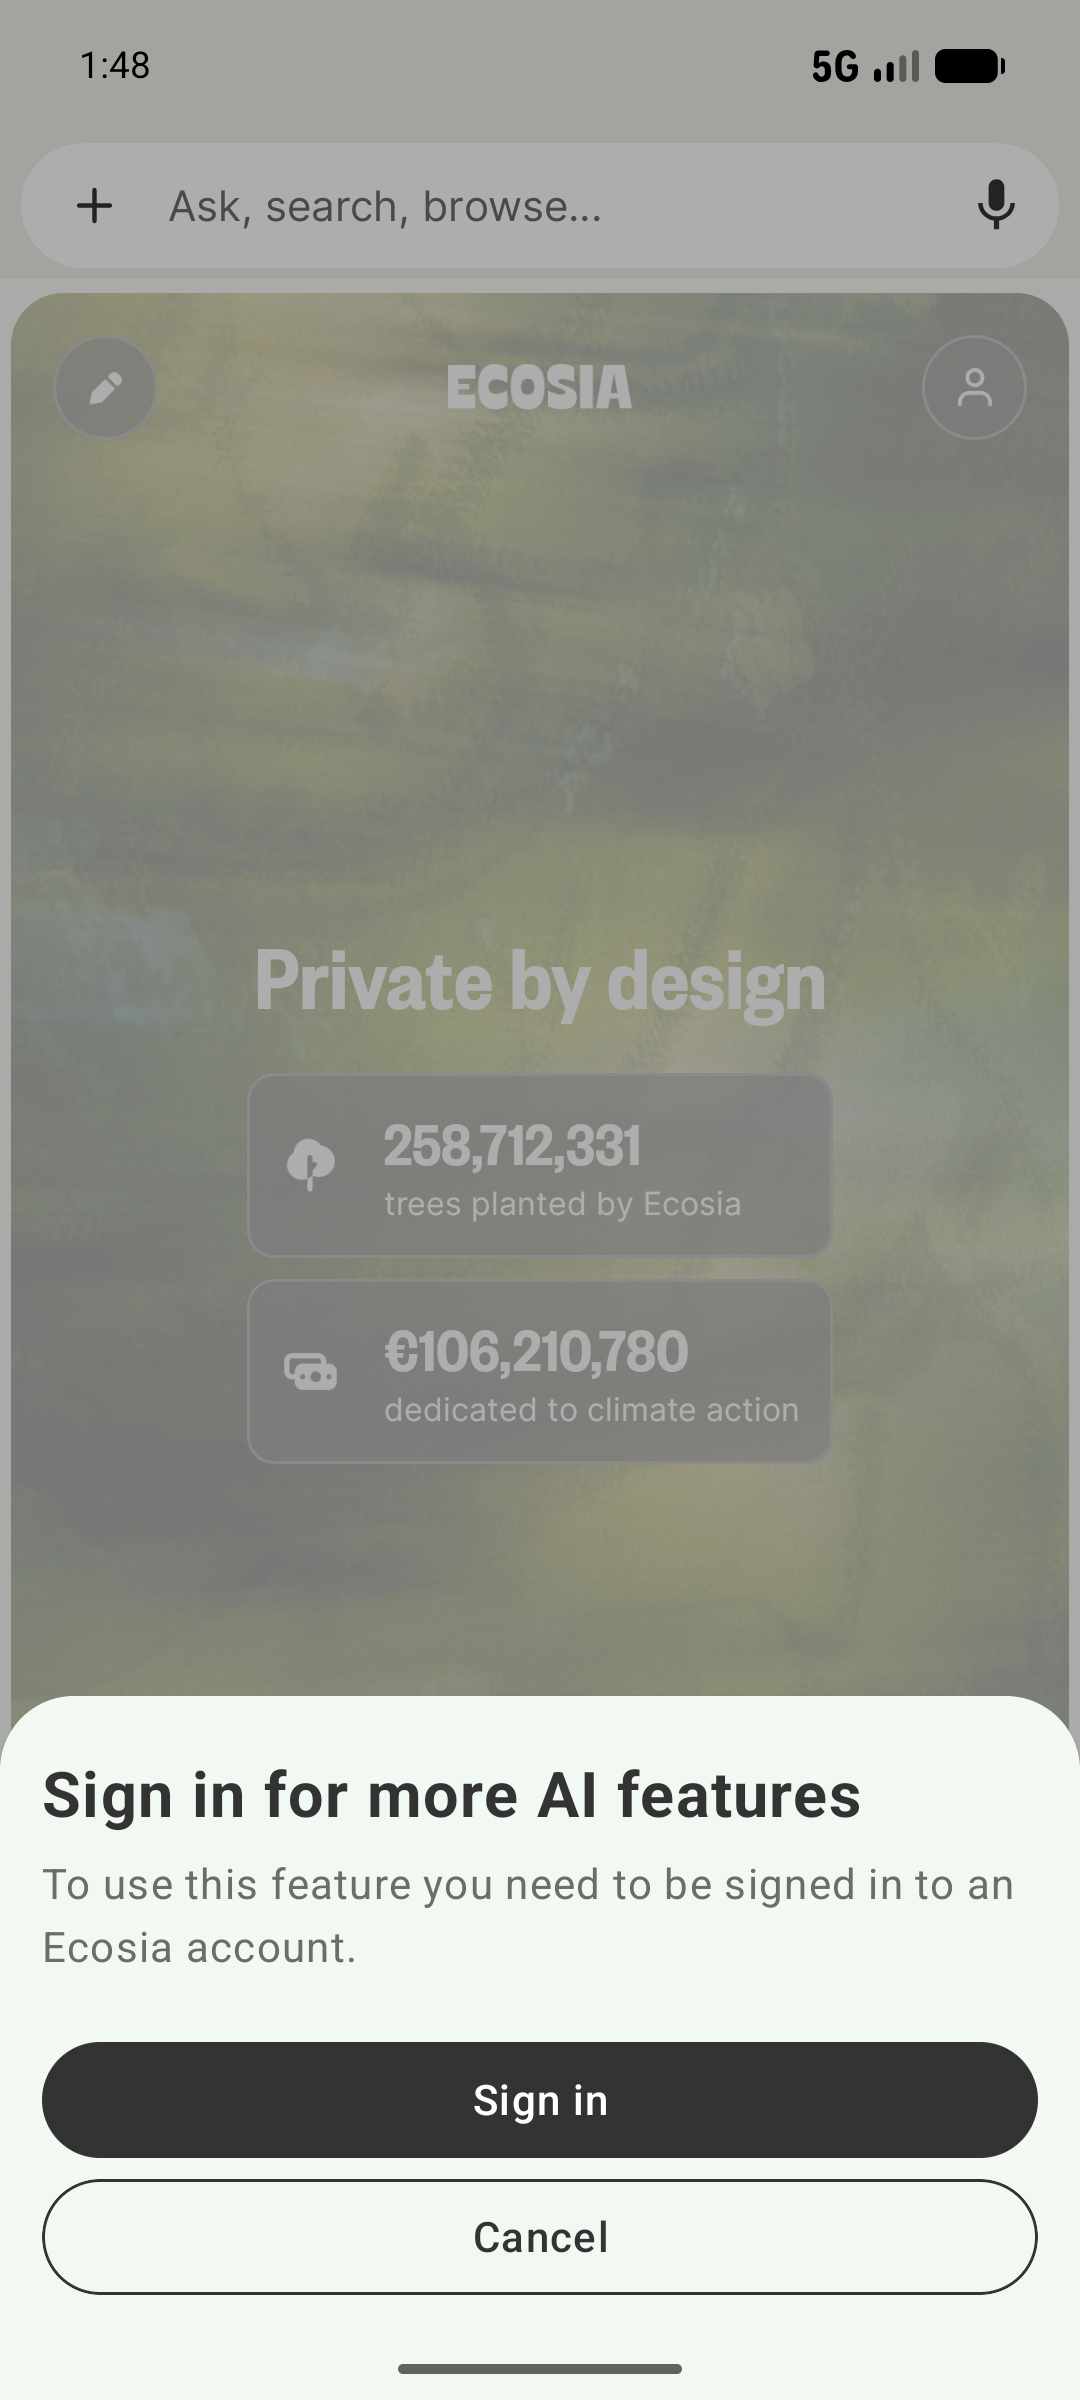 1:48
5G
Ask, search, browse...
ECOSIA
Private by design
258,712,331
trees planted by Ecosia
€106,210,780
dedicated to climate action
Sign in for more AI features
To use this feature you need to be signed in to an
Ecosia account.
Sign in
Cancel